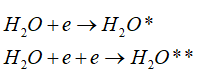 H₂O + e → H₂O *
H₂O + e + e → H₂O **